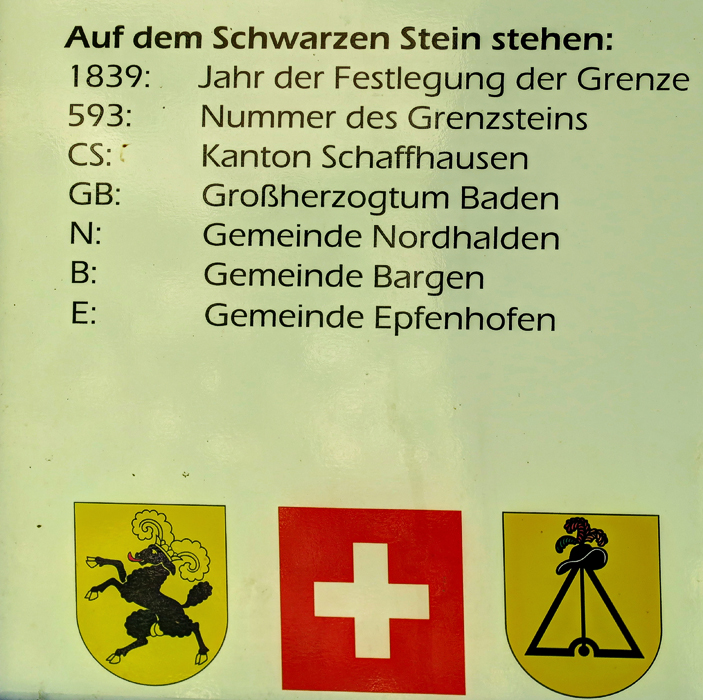 Auf dem Schwarzen Stein stehen:
1839: Jahr der Festlegung der Grenze
593: Nummer des Grenzsteins
CS: Kanton Schaffhausen
GB: Großherzogtum Baden
N: Gemeinde Nordhalden
B: Gemeinde Bargen
E: Gemeinde Epfenhofen